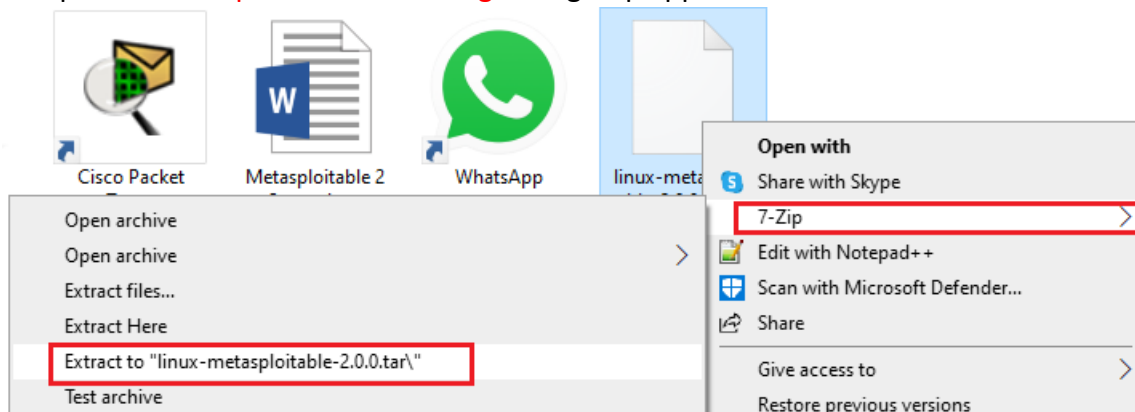 Cisco Packet
Metasploitable 2
WhatsApp
linux-meta
Open with
Share with Skype
7-Zip
Edit with Notepad++
Scan with Microsoft Defender...
Share
Give access to
Restore previous versions
Open archive
Open archive
Extract files...
Extract Here
Extract to "linux-metasploitable-2.0.0.tar\"
Test archive